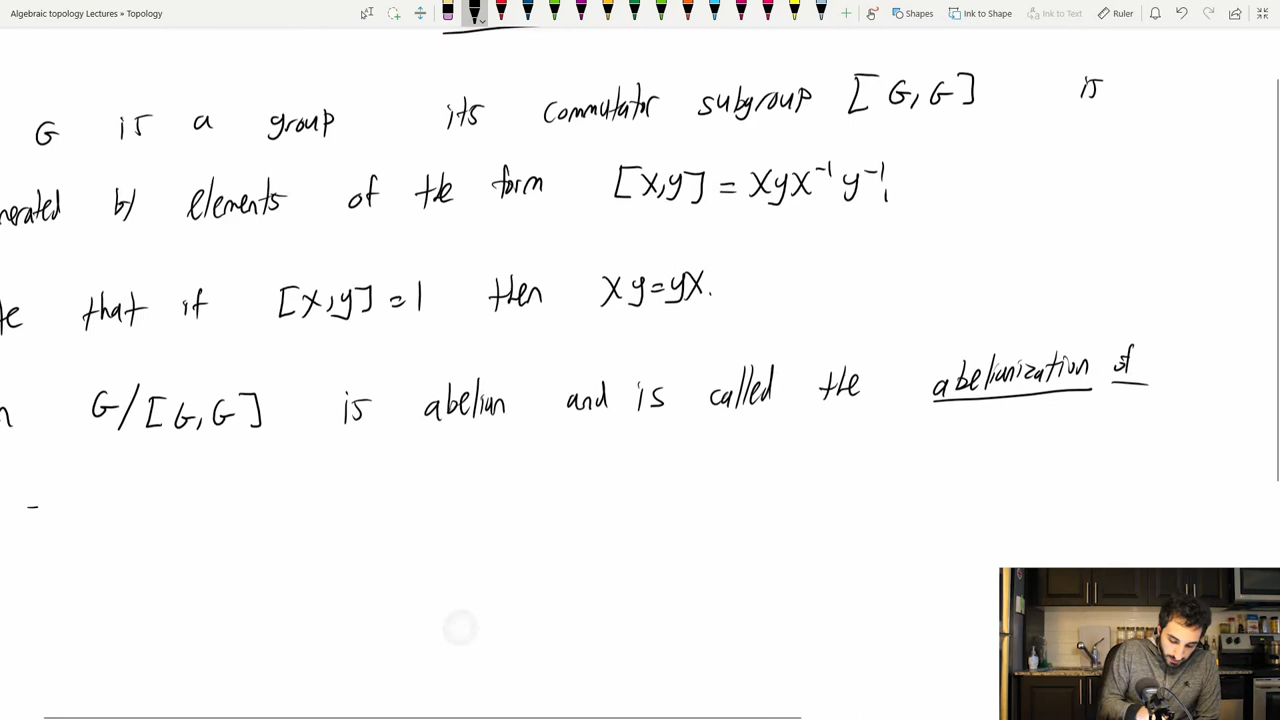 Algebraic topology Lectures » Topology
Shapes Ink to Shape Ink to Text Ruler
G is a group its commutator subgroup [G,G] is
nerated by elements of the form [x,y] = xyx⁻¹y⁻¹.
te that if [x,y]=1 then xy=yx.
n G/[G,G] is abelian and is called the abelianization of